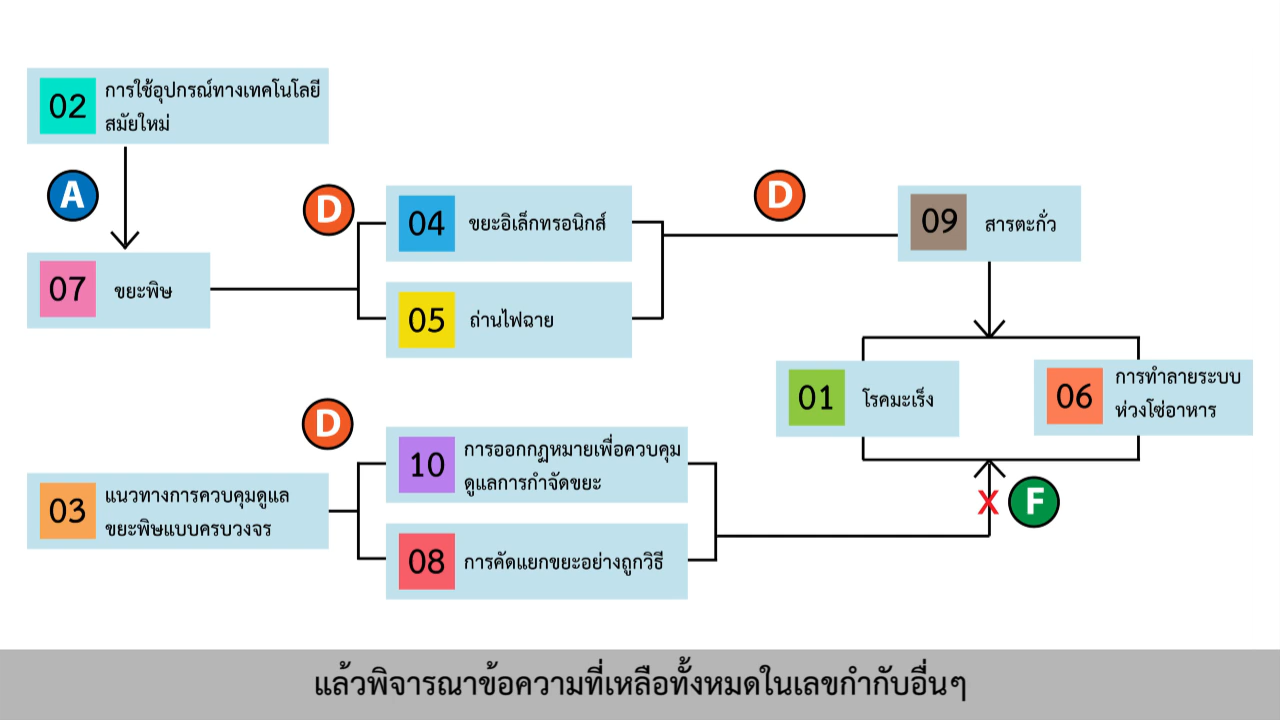 02 การใช้อุปกรณ์ทางเทคโนโลยี
สมัยใหม่
A
07 ขยะพิษ
D
04 ขยะอิเล็กทรอนิกส์
05 ถ่านไฟฉาย
D
09 สารตะกั่ว
01 โรคมะเร็ง
06 การทำลายระบบ
ห่วงโซ่อาหาร
03 แนวทางการควบคุมดูแล
ขยะพิษแบบครบวงจร
D
10 การออกกฎหมายเพื่อควบคุม
ดูแลการกำจัดขยะ
08 การคัดแยกขยะอย่างถูกวิธี
X F
แล้วพิจารณาข้อความที่เหลือทั้งหมดในเลขกำกับอื่นๆ